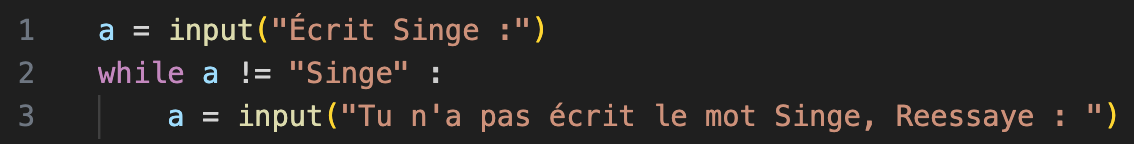 1 a = input("Écrit Singe :")
2 while a != "Singe" :
3 a = input("Tu n'a pas écrit le mot Singe, Reessaye : ")